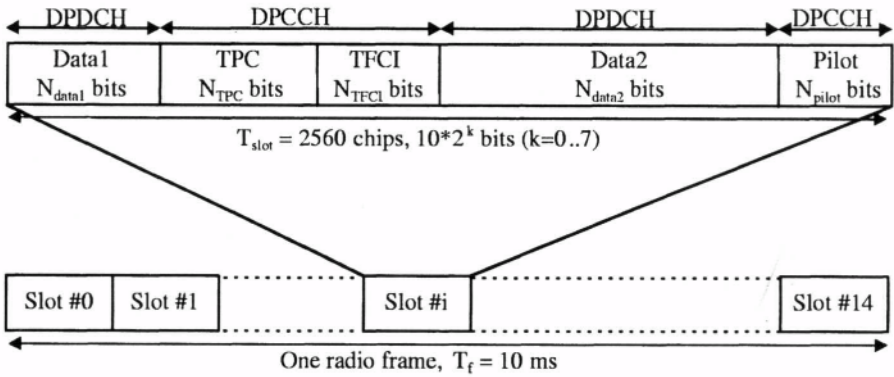 DPDCH DPCCH DPDCH DPCCH
Data1 TPC TFCI Data2 Pilot
N_data1 bits N_TPC bits N_TFCI bits N_data2 bits N_pilot bits
T_slot = 2560 chips, 10*2^k bits (k=0..7)
Slot #0 Slot #1 Slot #i Slot #14
One radio frame, T_f = 10 ms